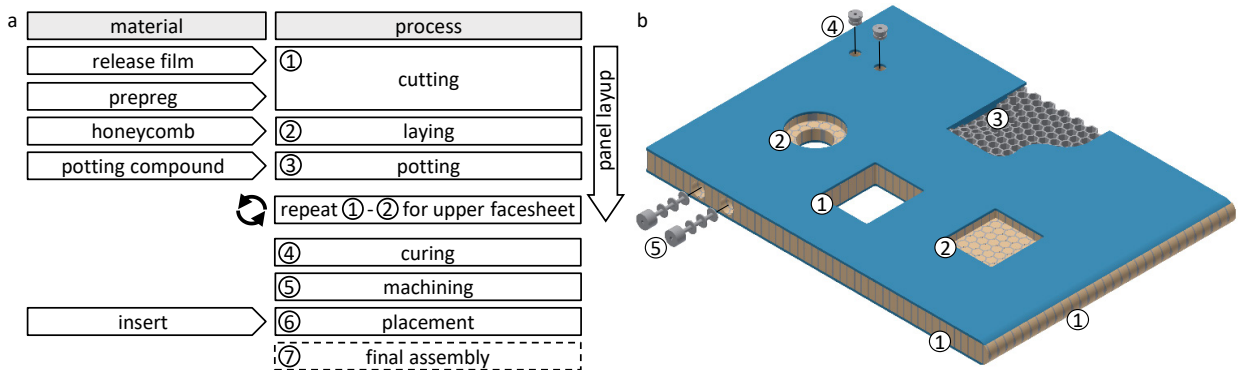 a
material
process
release film
① cutting
prepreg
honeycomb
② laying
potting compound
③ potting
repeat ① - ② for upper facesheet
④ curing
⑤ machining
insert
⑥ placement
⑦ final assembly
panel layup
b
④
③
②
①
②
⑤
①
①